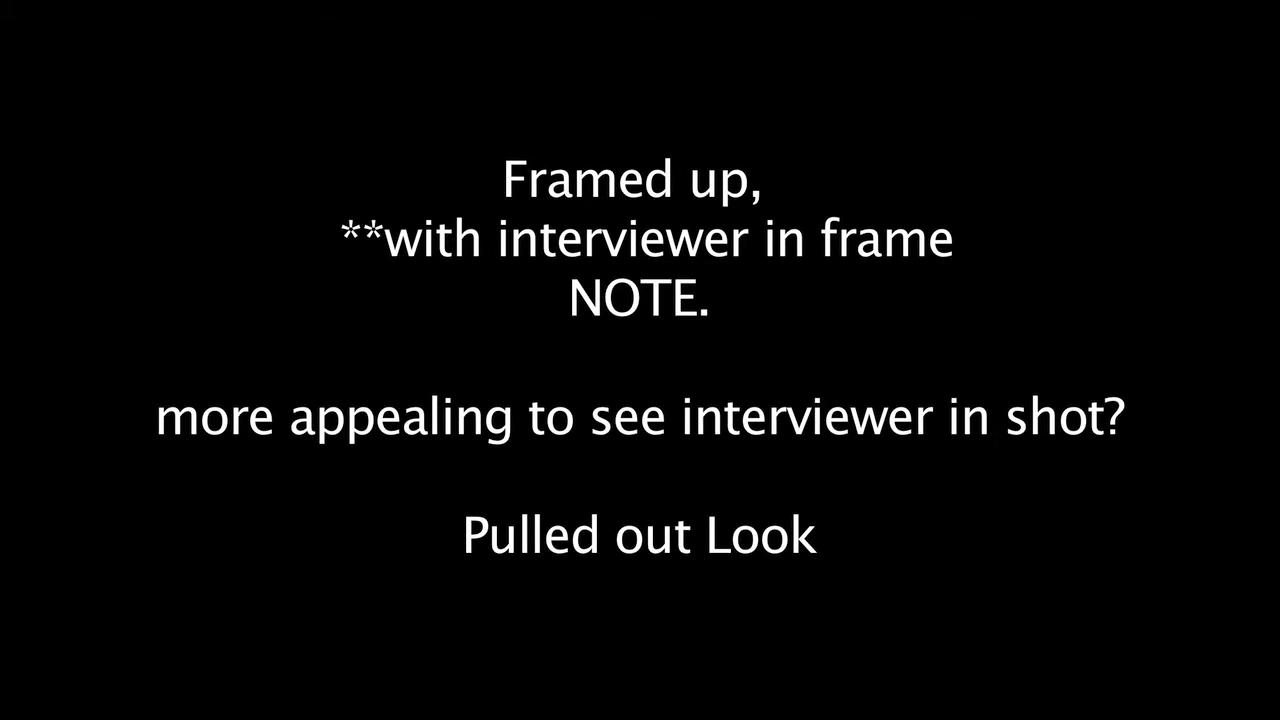 Framed up,
**with interviewer in frame
NOTE.
more appealing to see interviewer in shot?
Pulled out Look